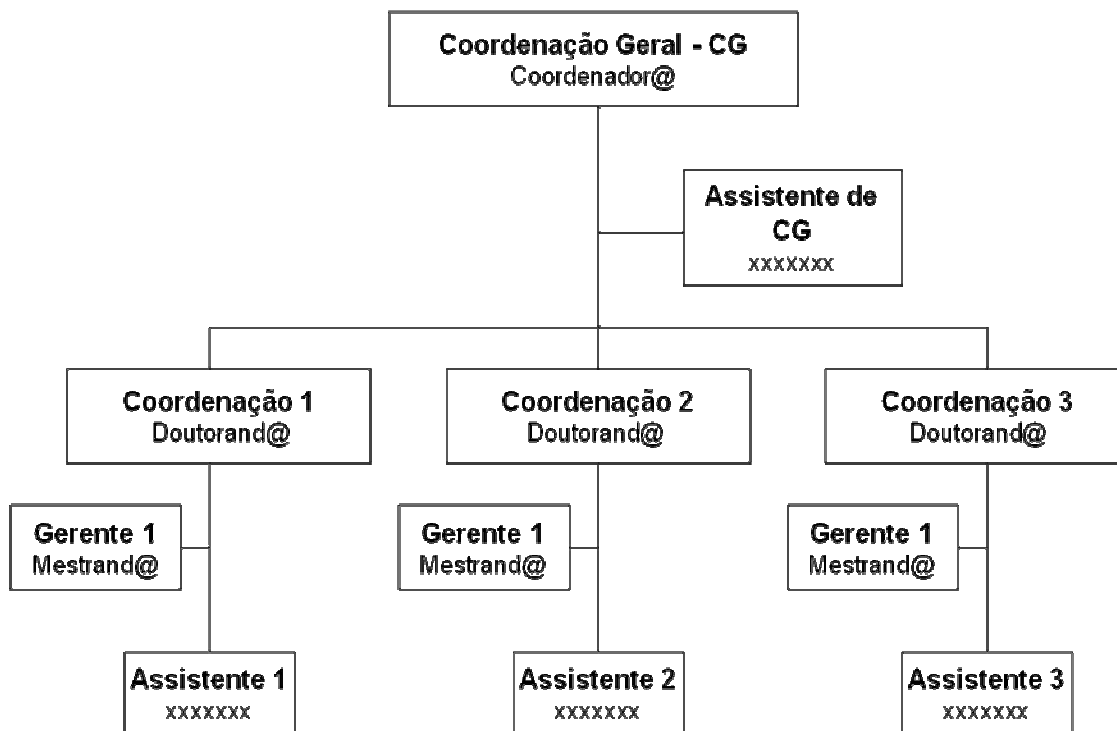 Coordenação Geral - CG
Coordenador@
Assistente de
CG
xxxxxxx
Coordenação 1
Doutorand@
Coordenação 2
Doutorand@
Coordenação 3
Doutorand@
Gerente 1
Mestrand@
Gerente 1
Mestrand@
Gerente 1
Mestrand@
Assistente 1
xxxxxxx
Assistente 2
xxxxxxx
Assistente 3
xxxxxxx